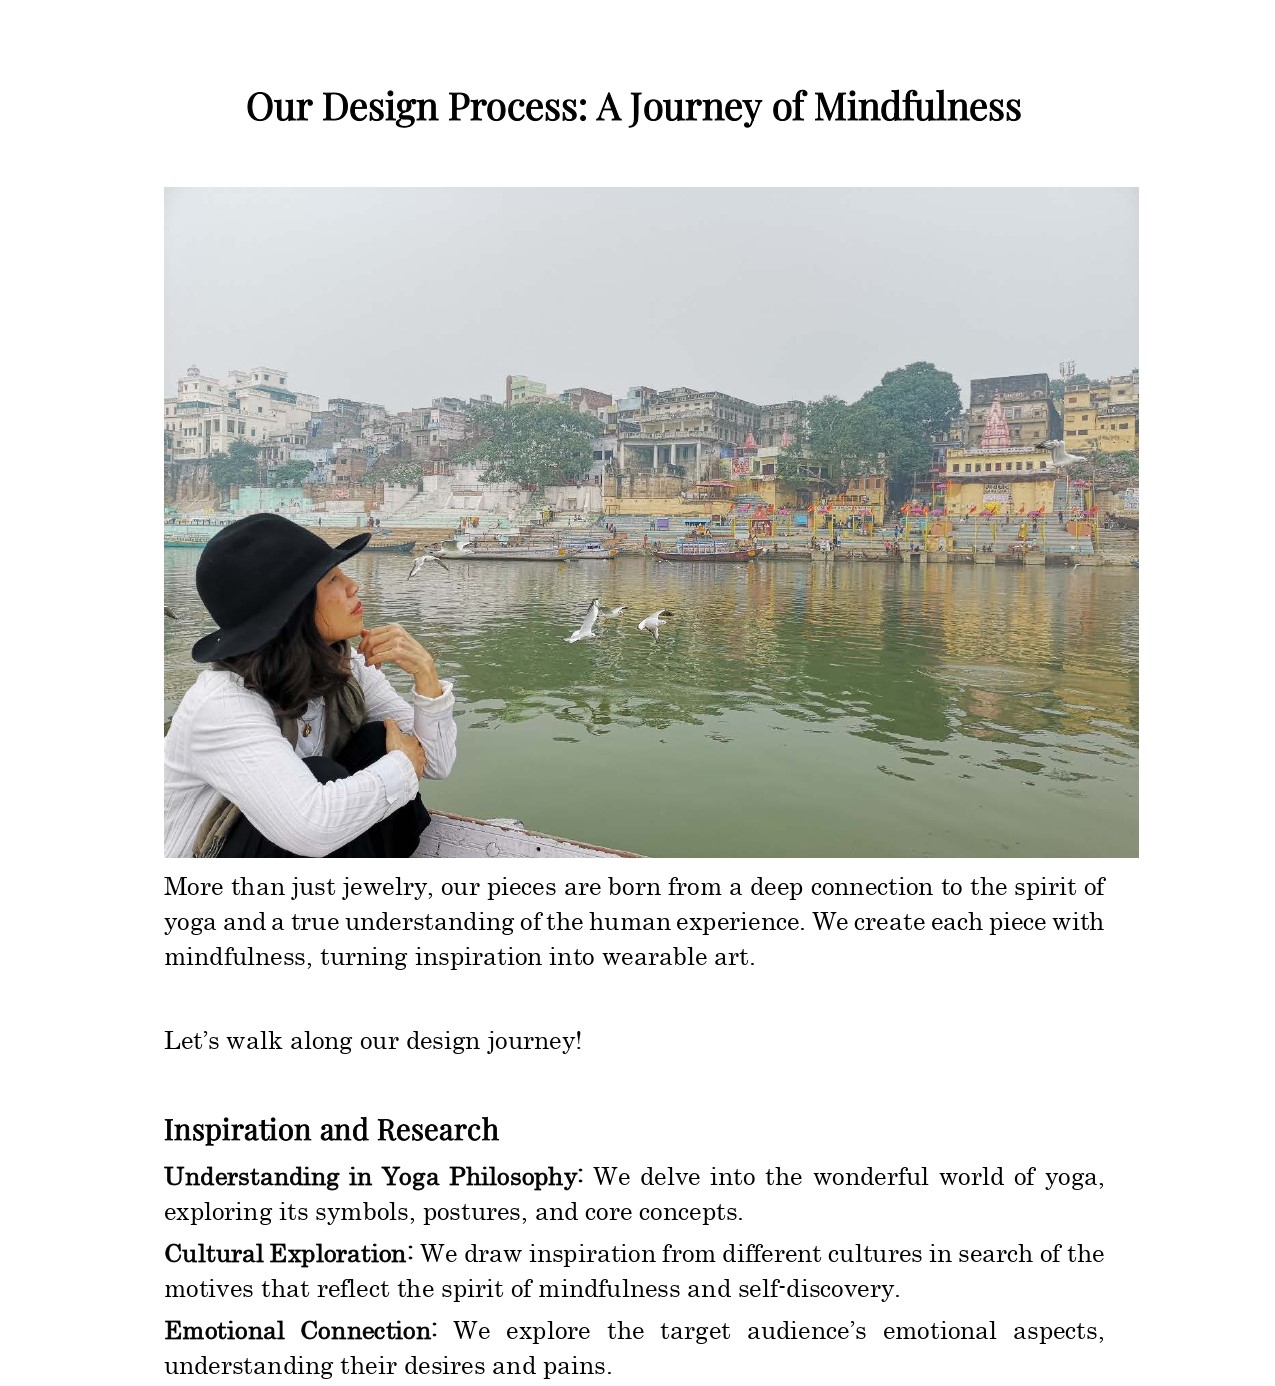 Our Design Process: A Journey of Mindfulness
More than just jewelry, our pieces are born from a deep connection to the spirit of
yoga and a true understanding of the human experience. We create each piece with
mindfulness, turning inspiration into wearable art.
Let’s walk along our design journey!
Inspiration and Research
Understanding in Yoga Philosophy: We delve into the wonderful world of yoga,
exploring its symbols, postures, and core concepts.
Cultural Exploration: We draw inspiration from different cultures in search of the
motives that reflect the spirit of mindfulness and self-discovery.
Emotional Connection: We explore the target audience’s emotional aspects,
understanding their desires and pains.